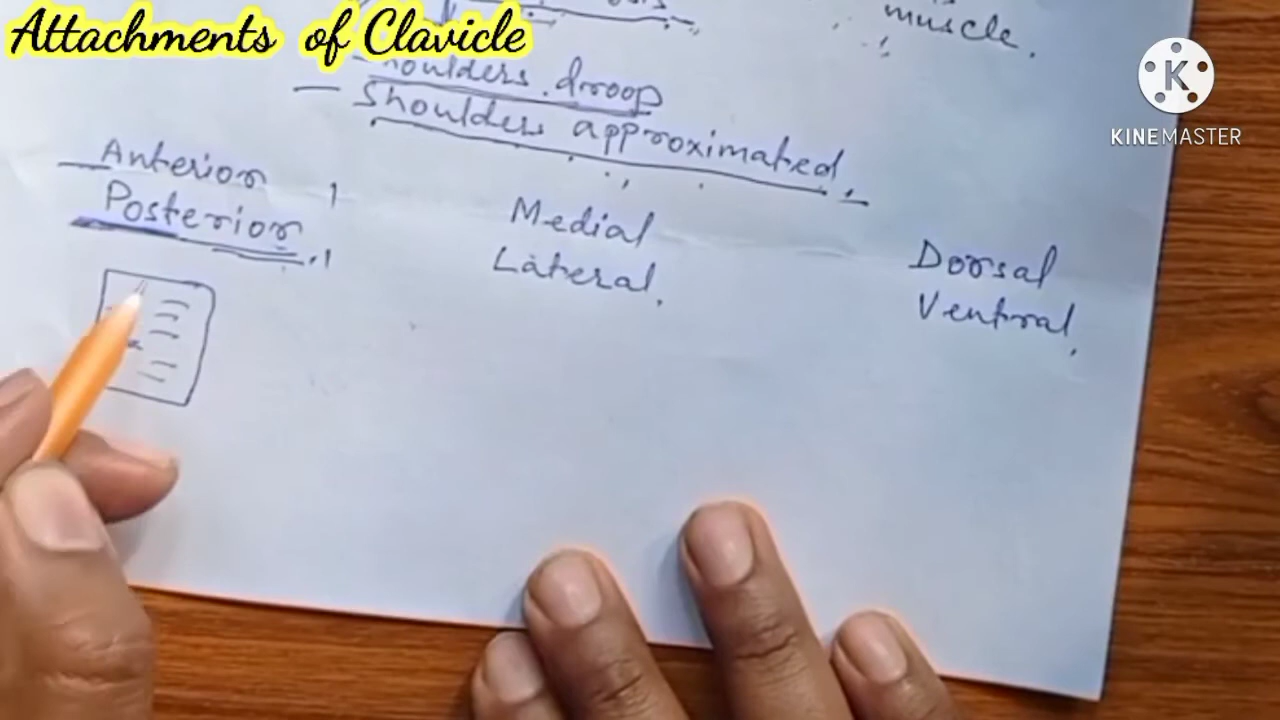 Attachments of Clavicle
muscle.
shoulders droop
— shoulders approximated.
K
KINEMASTER
— Anterior
Posterior
Medial
Lateral.
Dorsal
Ventral.